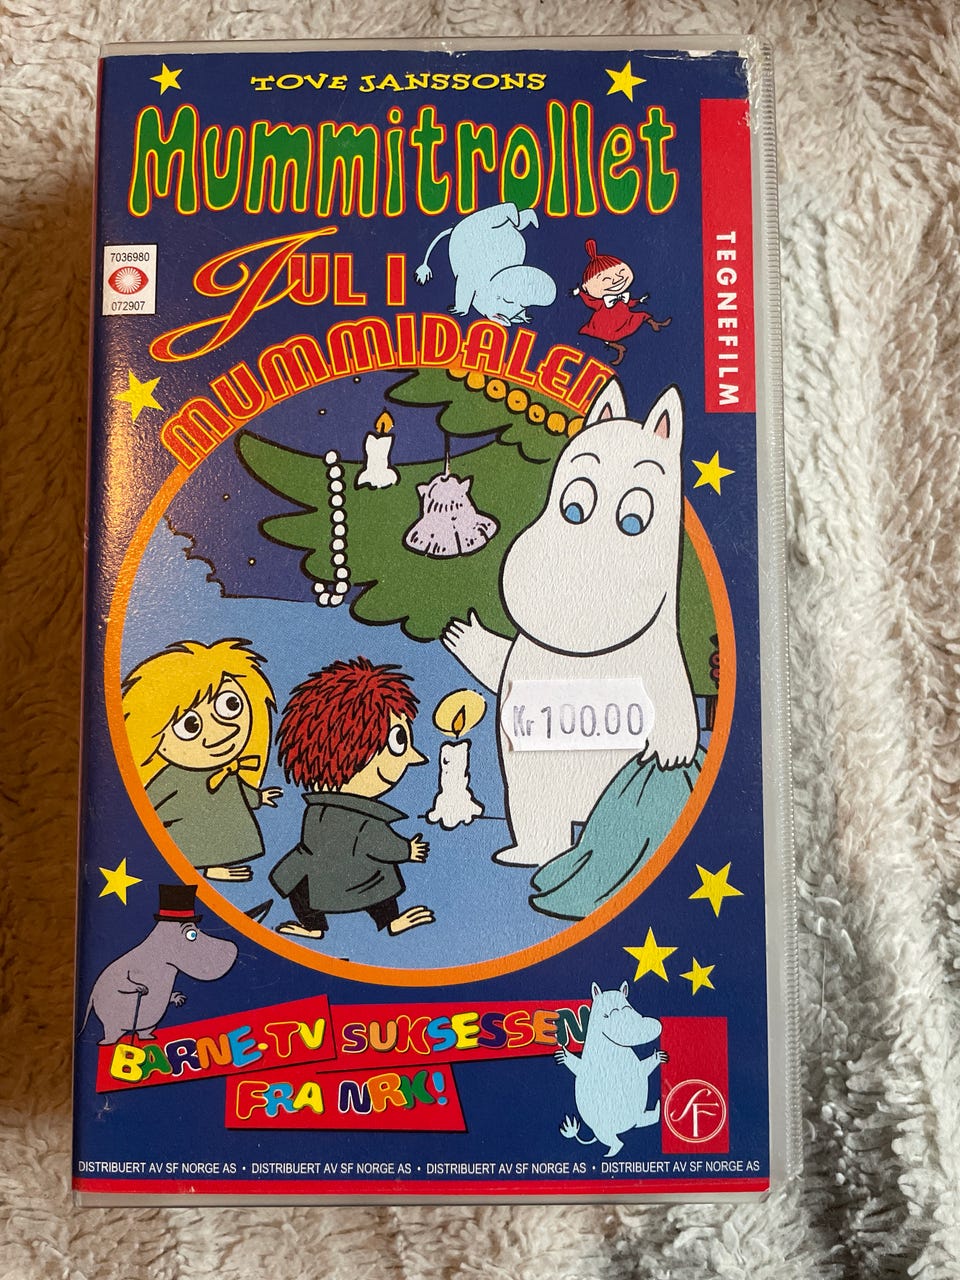 TOVE JANSSONS
Mummitrollet
JUL I
MUMMIDALEN
7036980
072907
TEGNEFILM
Kr 100.00
BARNE-TV SUKSESSEN
FRA NRK!
SF
DISTRIBUERT AV SF NORGE AS • DISTRIBUERT AV SF NORGE AS • DISTRIBUERT AV SF NORGE AS • DISTRIBUERT AV SF NORGE AS